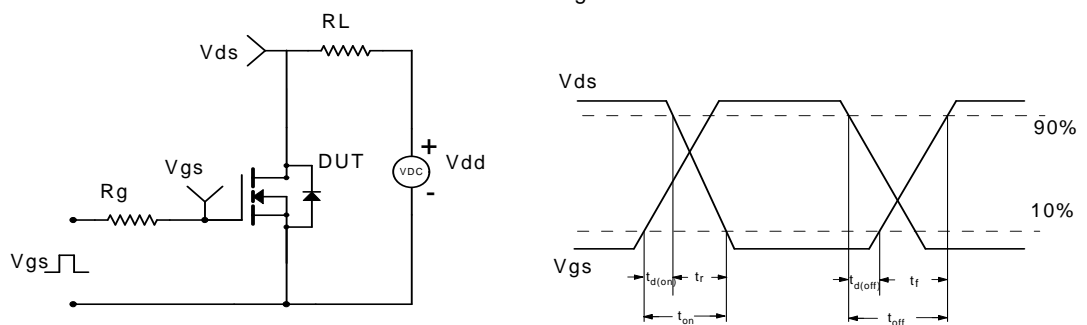 g
RL
Vds
Vgs
DUT
VDC
+
-
Vdd
Rg
Vgs
Vds
90%
10%
Vgs
td(on)
tr
ton
td(off)
tf
toff